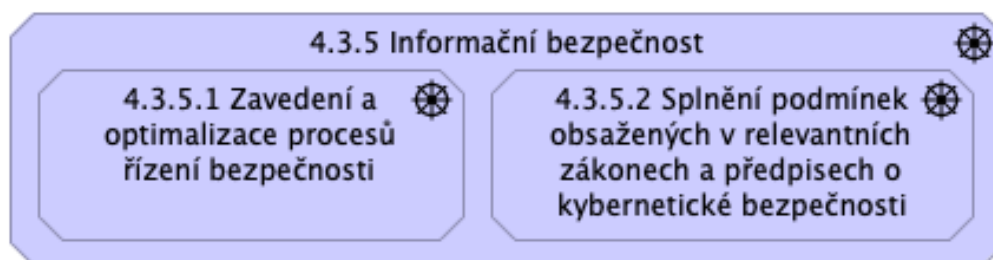 4.3.5 Informační bezpečnost
4.3.5.1 Zavedení a
optimalizace procesů
řízení bezpečnosti
4.3.5.2 Splnění podmínek
obsažených v relevantních
zákonech a předpisech o
kybernetické bezpečnosti